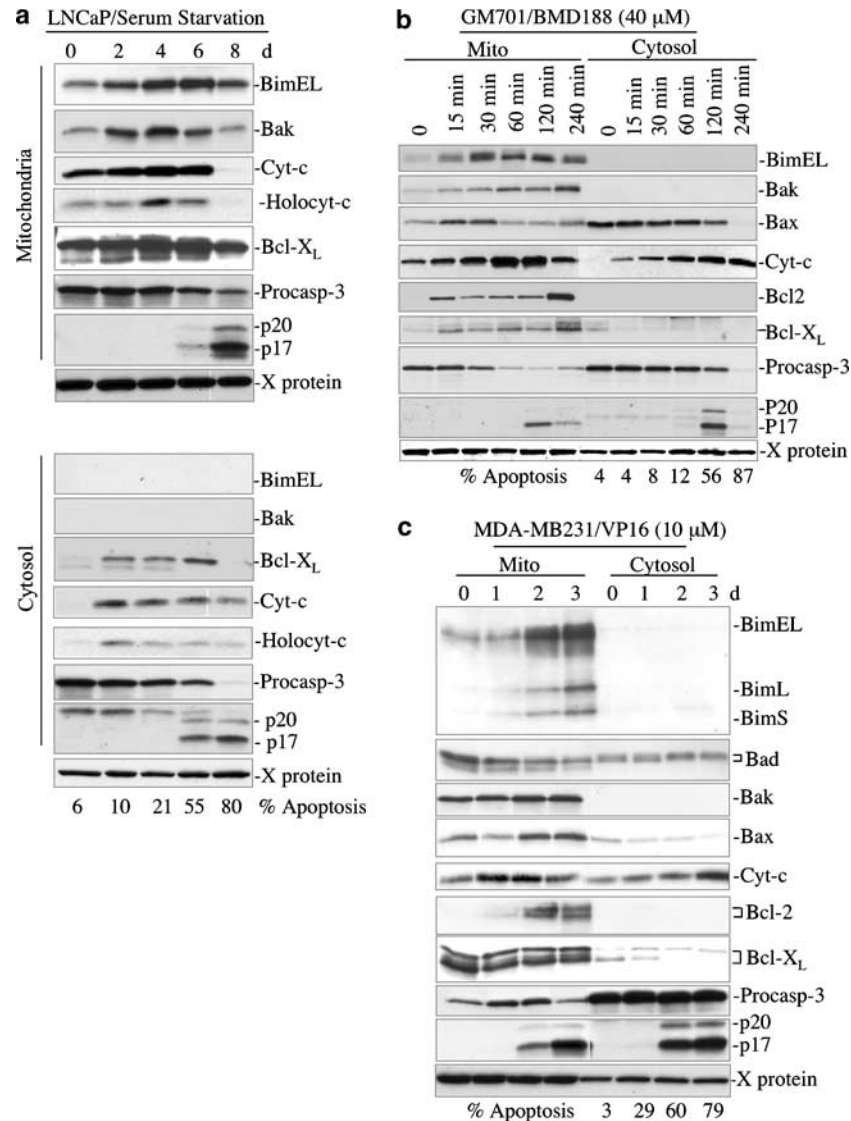 a
LNCaP/Serum Starvation
0 2 4 6 8 d
Mitochondria
-BimEL
-Bak
-Cyt-c
-Holocyt-c
-Bcl-XL
-Procasp-3
-p20
-p17
-X protein
Cytosol
-BimEL
-Bak
-Bcl-XL
-Cyt-c
-Holocyt-c
-Procasp-3
- p20
- p17
-X protein
6 10 21 55 80 % Apoptosis
b
GM701/BMD188 (40 μM)
Mito Cytosol
0 15 min 30 min 60 min 120 min 240 min 0 15 min 30 min 60 min 120 min 240 min
-BimEL
-Bak
-Bax
-Cyt-c
-Bcl2
-Bcl-XL
-Procasp-3
-P20
-P17
-X protein
% Apoptosis 4 4 8 12 56 87
c
MDA-MB231/VP16 (10 μM)
Mito Cytosol
0 1 2 3 0 1 2 3 d
-BimEL
-BimL
-BimS
Bad
-Bak
-Bax
-Cyt-c
Bcl-2
Bcl-XL
-Procasp-3
-p20
-p17
-X protein
% Apoptosis 3 29 60 79